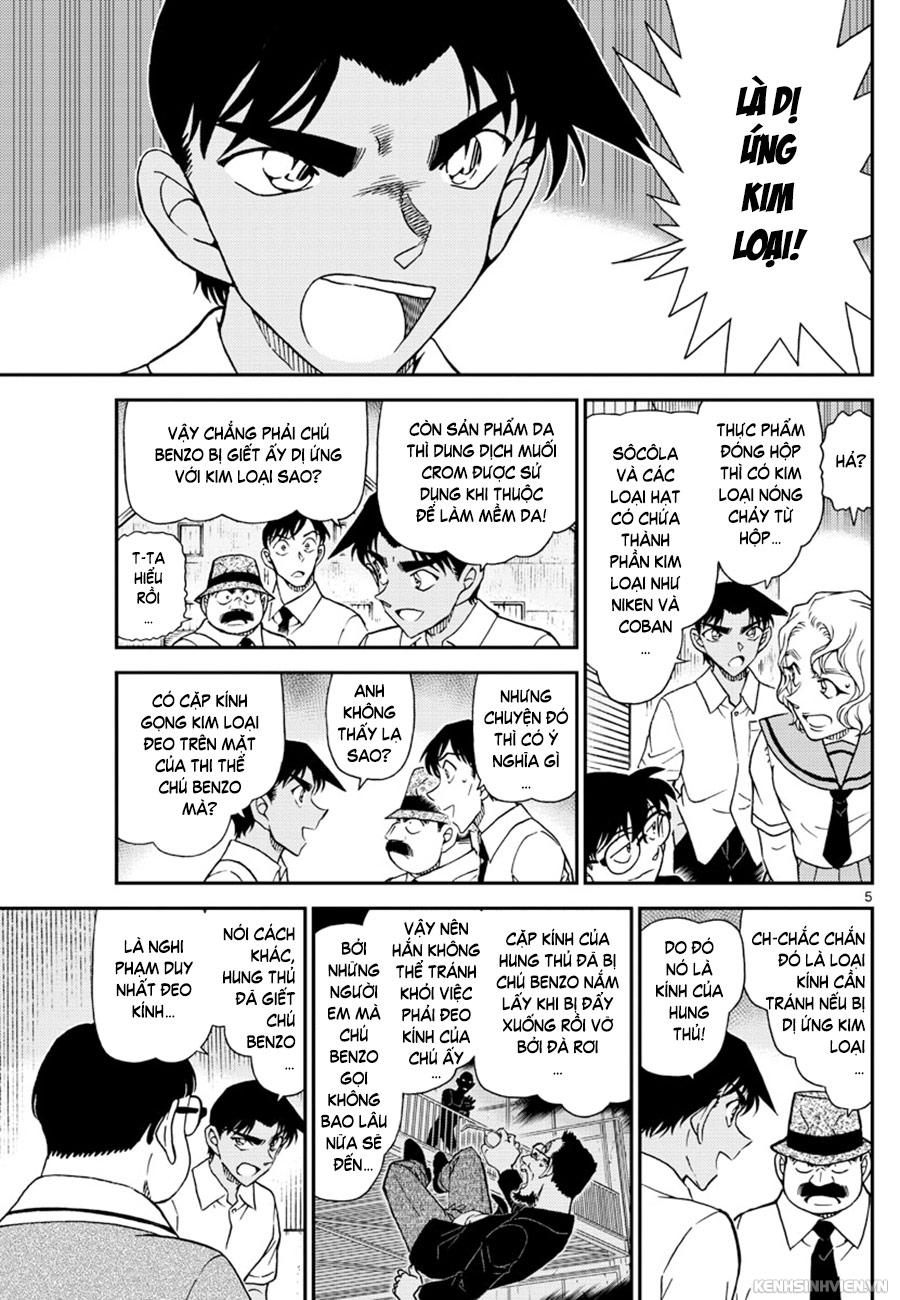 LÀ DỊ
ỨNG
KIM
LOẠI!
HẢ?
THỰC PHẨM
ĐÓNG HỘP
THÌ CÓ KIM
LOẠI NÓNG
CHẢY TỪ
HỘP...
SÔCÔLA
VÀ CÁC
LOẠI HẠT
CÓ CHỨA
THÀNH
PHẦN KIM
LOẠI NHƯ
NIKEN VÀ
COBAN
...
CÒN SẢN PHẨM DA
THÌ DUNG DỊCH MUỐI
CROM ĐƯỢC SỬ
DỤNG KHI THUỘC
ĐỂ LÀM MỀM DA!
VẬY CHẲNG PHẢI CHÚ
BENZO BỊ GIẾT ẤY DỊ ỨNG
VỚI KIM LOẠI SAO?
T-TA
HIỂU
RỒI
...
NHƯNG
CHUYỆN ĐÓ
THÌ CÓ Ý
NGHĨA GÌ
...
ANH
KHÔNG
THẤY LẠ
SAO?
CÓ CẶP KÍNH
GỌNG KIM LOẠI
ĐEO TRÊN MẶT
CỦA THI THỂ
CHÚ BENZO
MÀ?
5
CH-CHẮC CHẮN
ĐÓ LÀ LOẠI
KÍNH CẦN
TRÁNH NẾU BỊ
DỊ ỨNG KIM
LOẠI
DO ĐÓ
NÓ LÀ KÍNH
CỦA HUNG
THỦ!
CẶP KÍNH CỦA
HUNG THỦ ĐÃ BỊ
CHÚ BENZO NẮM
LẤY KHI BỊ ĐẨY
XUỐNG RỒI VỠ
BỞI ĐÀ RƠI
...
VẬY NÊN
HẮN KHÔNG
THỂ TRÁNH
KHỎI VIỆC
PHẢI ĐEO
KÍNH CỦA
CHÚ ẤY
...
BỞI
NHỮNG
NGƯỜI
EM MÀ
CHÚ
BENZO
GỌI
KHÔNG
BAO LÂU
NỮA SẼ
ĐẾN...
NÓI CÁCH
KHÁC,
HUNG THỦ
ĐÃ GIẾT
CHÚ
BENZO
...
LÀ NGHI
PHẠM DUY
NHẤT ĐEO
KÍNH...
KENHSINHVIEN.VN